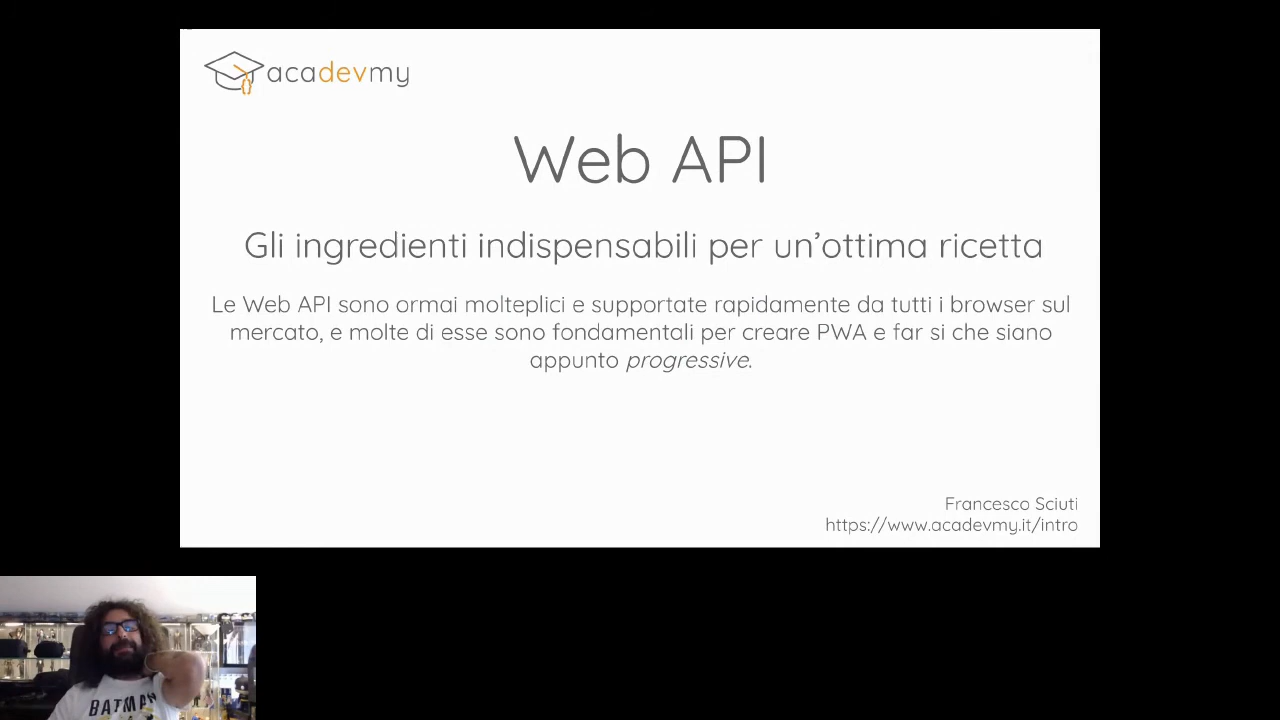 acadevmy
Web API
Gli ingredienti indispensabili per un'ottima ricetta
Le Web API sono ormai molteplici e supportate rapidamente da tutti i browser sul
mercato, e molte di esse sono fondamentali per creare PWA e far si che siano
appunto progressive.
Francesco Sciuti
https://www.acadevmy.it/intro
BATMAN